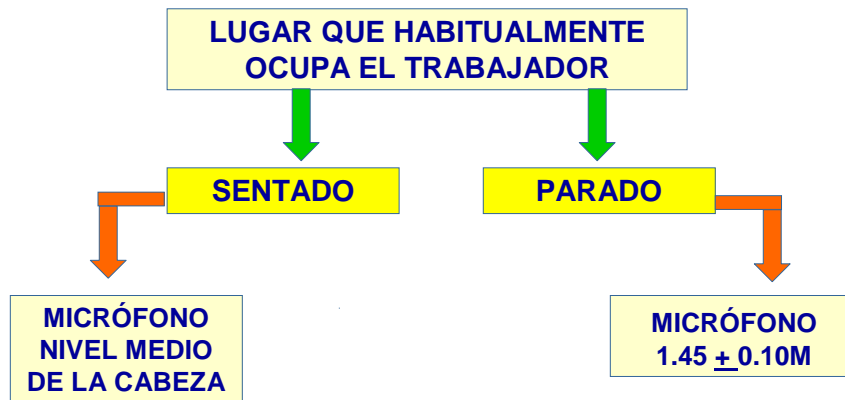 LUGAR QUE HABITUALMENTE
OCUPA EL TRABAJADOR
SENTADO
PARADO
MICRÓFONO
NIVEL MEDIO
DE LA CABEZA
MICRÓFONO
1.45 + 0.10M